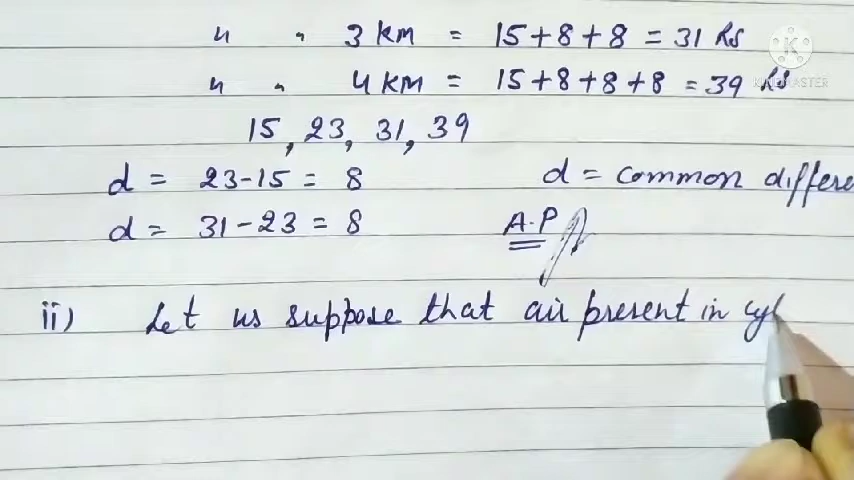 " " 3 km = 15+8+8 = 31 Rs
" " 4 KM = 15+8+8+8 = 39 Rs
15, 23, 31, 39
d = 23-15 = 8 d = common differe
d = 31-23 = 8 A.P
ii) Let us suppose that air present in cyl
K
KINEMASTER